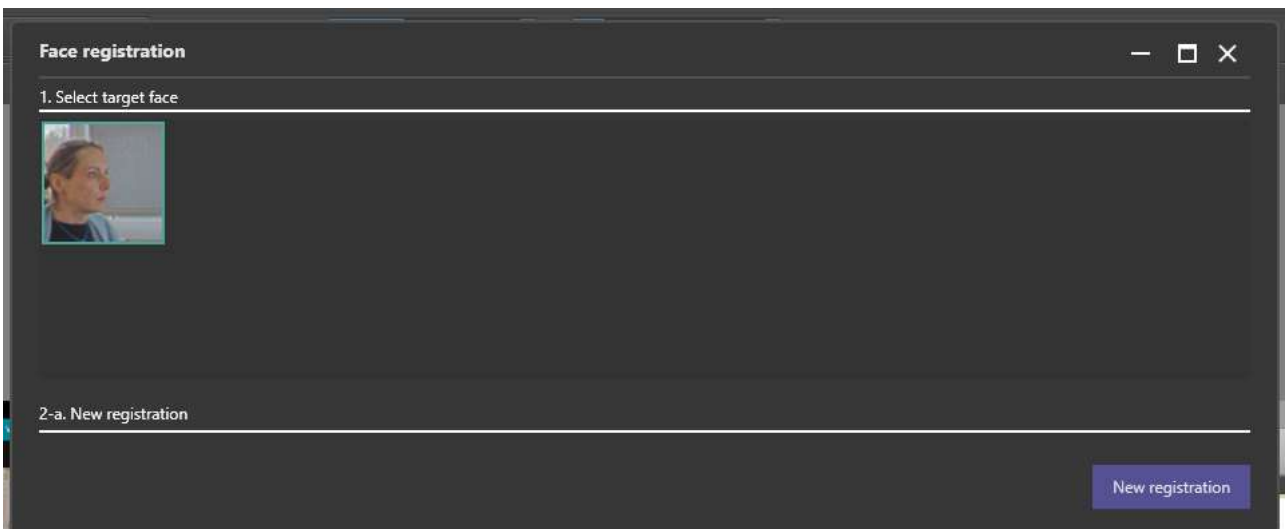 Face registration
1. Select target face
2-a. New registration
New registration